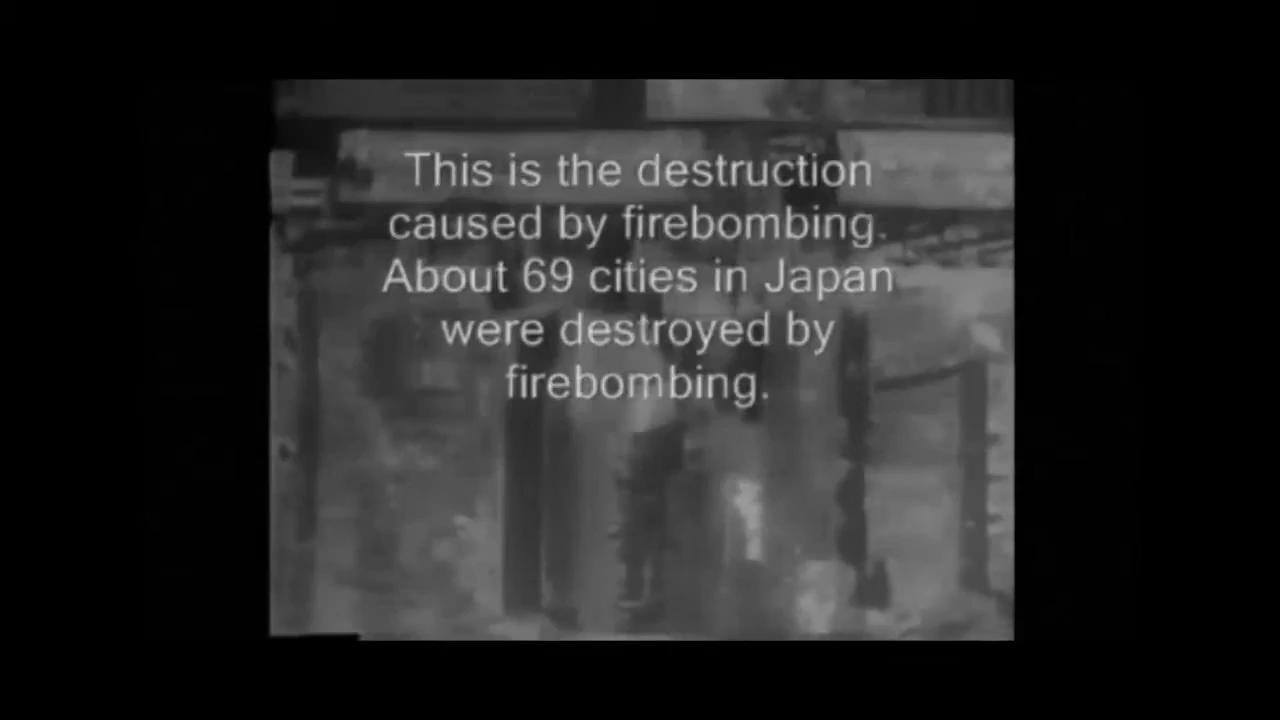 This is the destruction
caused by firebombing.
About 69 cities in Japan
were destroyed by
firebombing.